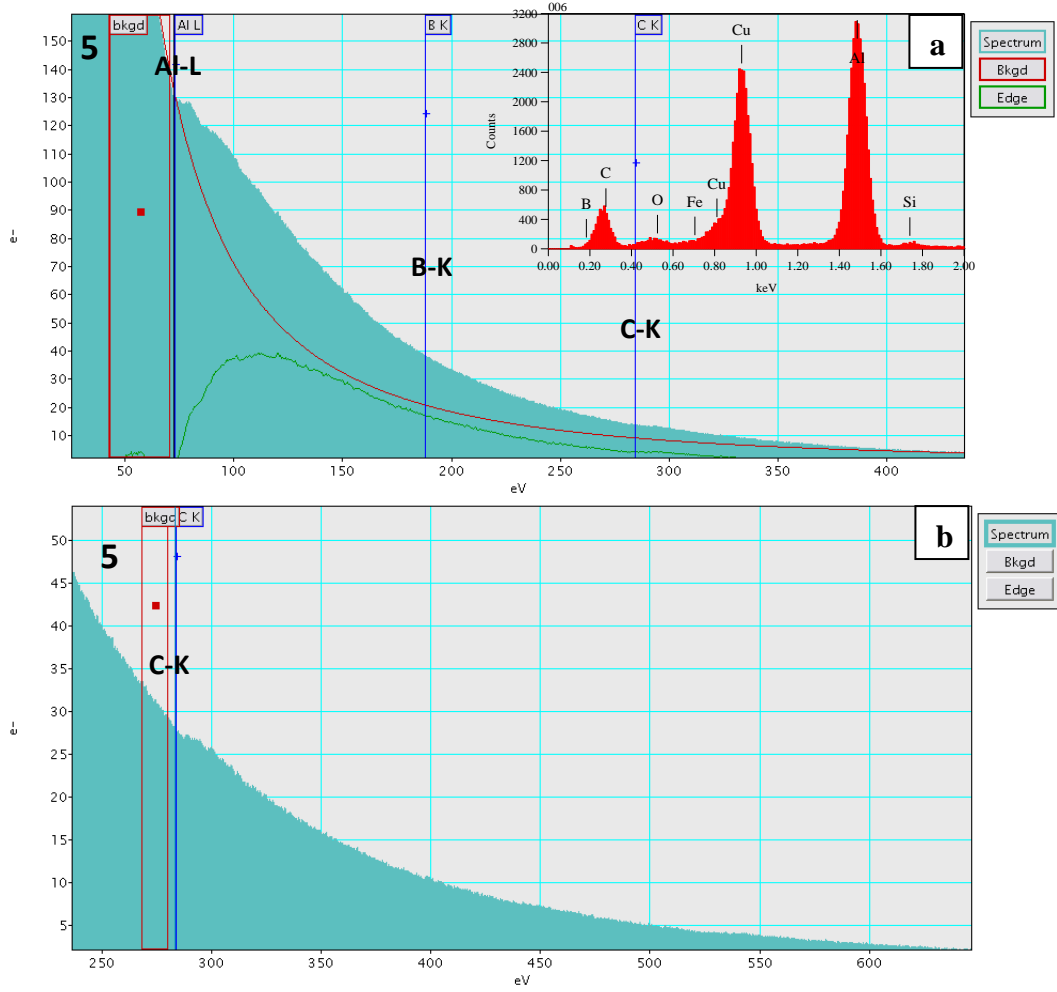 5
bkgd
Al L
B K
C K
a
Al-L
B-K
C-K
150
140
130
120
110
100
90
80
70
60
50
40
30
20
10
e-
50
100
150
200
250
300
350
400
eV
006
3200
2800
2400
1600
1200
800
400
0
Counts
B
C
O
Fe
Cu
Cu
Al
Si
0.00
0.20
0.40
0.60
0.80
1.00
1.20
1.40
1.60
1.80
2.00
keV
Spectrum
Bkgd
Edge
5
bkgd
C K
b
C-K
50
45
40
35
30
25
20
15
10
5
e-
250
300
350
400
450
500
550
600
eV
Spectrum
Bkgd
Edge